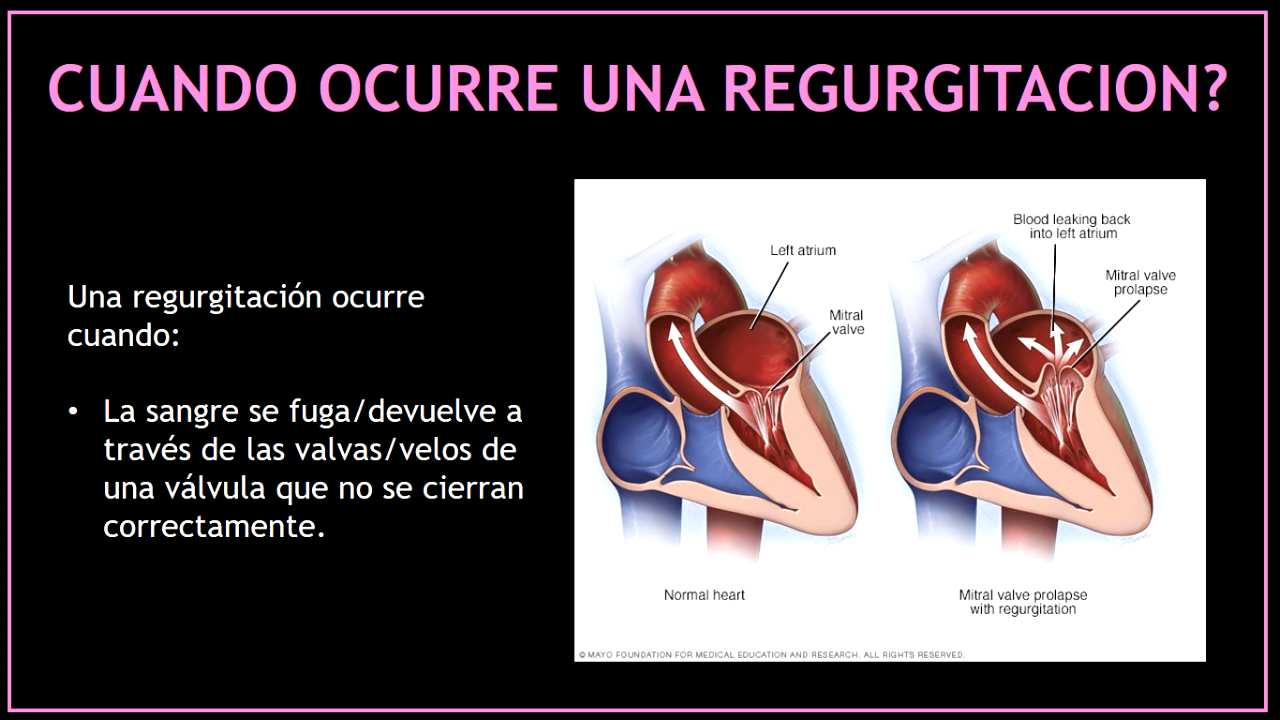 CUANDO OCURRE UNA REGURGITACION?
Una regurgitación ocurre
cuando:
• La sangre se fuga/devuelve a
través de las valvas/velos de
una válvula que no se cierran
correctamente.
Left atrium
Mitral
valve
Normal heart
Blood leaking back
into left atrium
Mitral valve
prolapse
Mitral valve prolapse
with regurgitation
© MAYO FOUNDATION FOR MEDICAL EDUCATION AND RESEARCH. ALL RIGHTS RESERVED.